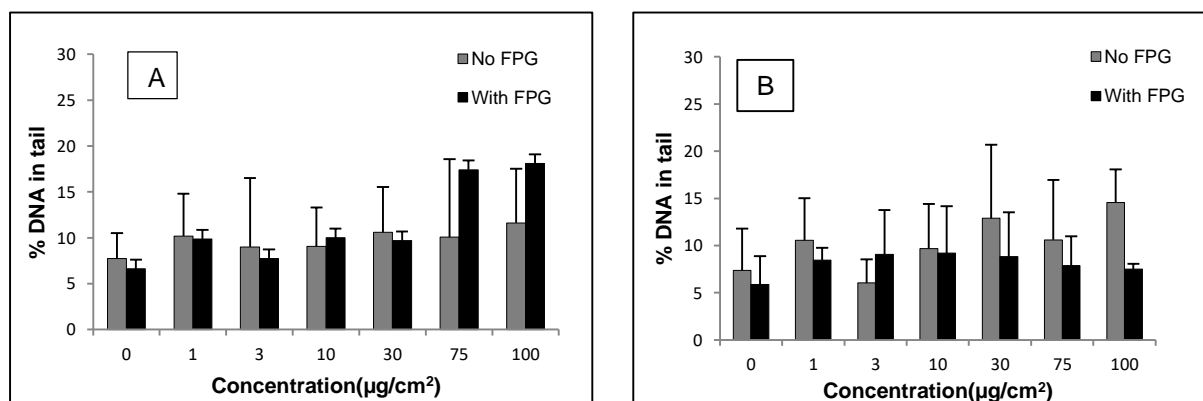 A
% DNA in tail
30
25
20
15
10
5
0
No FPG
With FPG
0 1 3 10 30 75 100
Concentration(µg/cm²)
B
% DNA in tail
30
25
20
15
10
5
0
No FPG
With FPG
0 1 3 10 30 75 100
Concentration(µg/cm²)